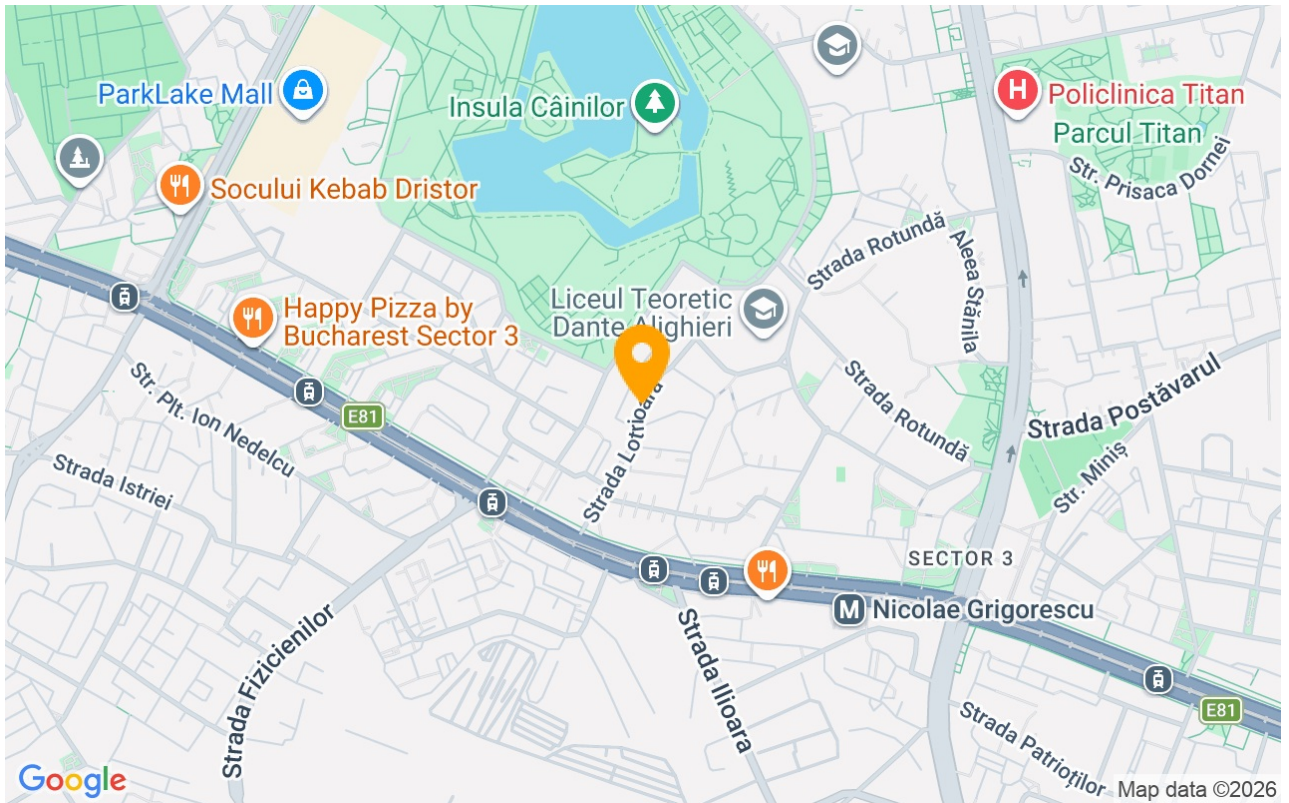 ParkLake Mall
Insula Câinilor
H
Policlinica Titan
Parcul Titan
Str. Prisaca Dornei
Socului Kebab Dristor
Strada Rotundă
Aleea Stănila
Liceul Teoretic
Dante Alighieri
Happy Pizza by
Bucharest Sector 3
Str. Plt. Ion Nedelcu
E81
Strada Rotundă
Strada Postăvarul
Strada Lotrioara
Str. Miniș
Strada Istriei
SECTOR 3
M
Nicolae Grigorescu
Strada Fizicienilor
Strada Ilioara
E81
Strada Patrioților
Google
Map data ©2026